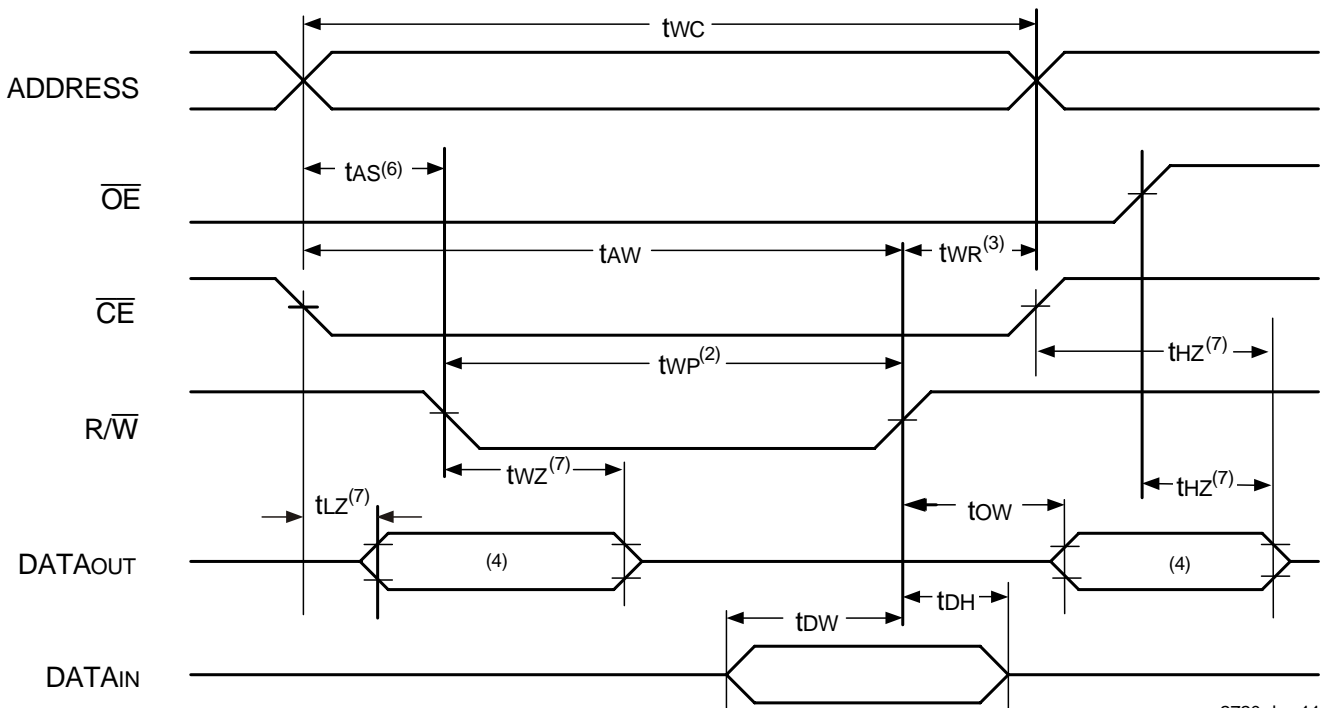 tWC
ADDRESS
tAS(6)
OE
tAW
tWR(3)
CE
tWP(2)
tHZ(7)
R/W
tWZ(7)
tHZ(7)
tLZ(7)
tOW
DATAOUT
(4)
(4)
tDH
tDW
DATAIN